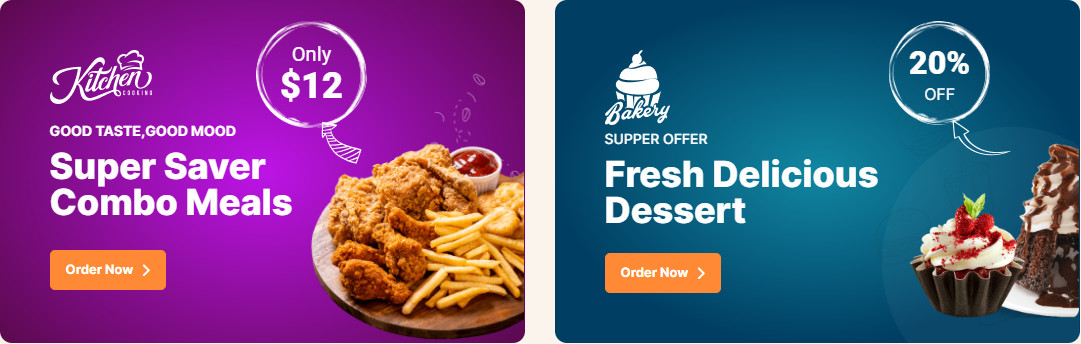 Kitchen
COOKING
Only
$12
GOOD TASTE,GOOD MOOD
Super Saver
Combo Meals
Order Now
Bakery
20%
OFF
SUPPER OFFER
Fresh Delicious
Dessert
Order Now